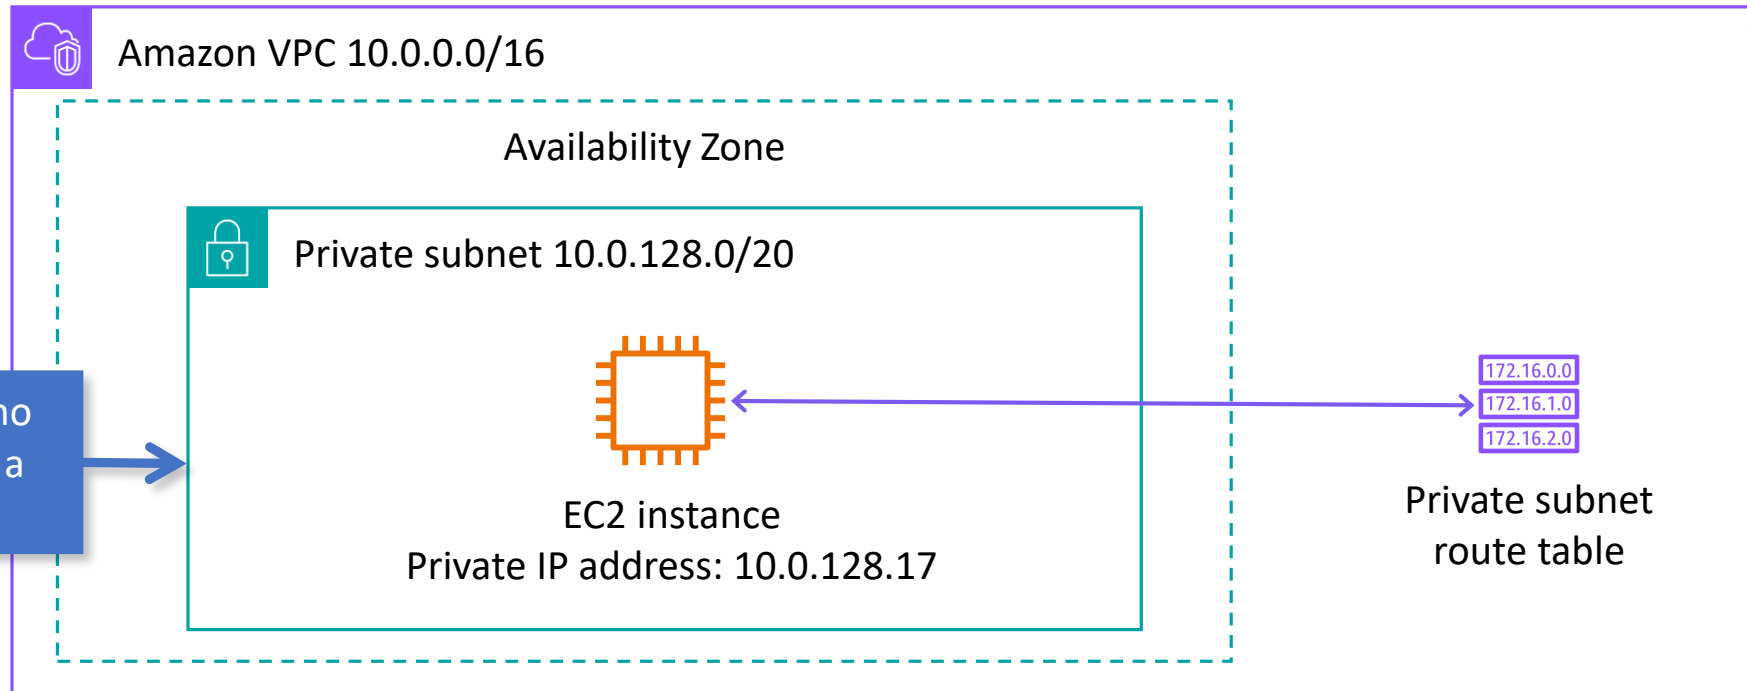 Amazon VPC 10.0.0.0/16
Availability Zone
Private subnet 10.0.128.0/20
172.16.0.0
172.16.1.0
172.16.2.0
no
a
EC2 instance
Private IP address: 10.0.128.17
Private subnet
route table